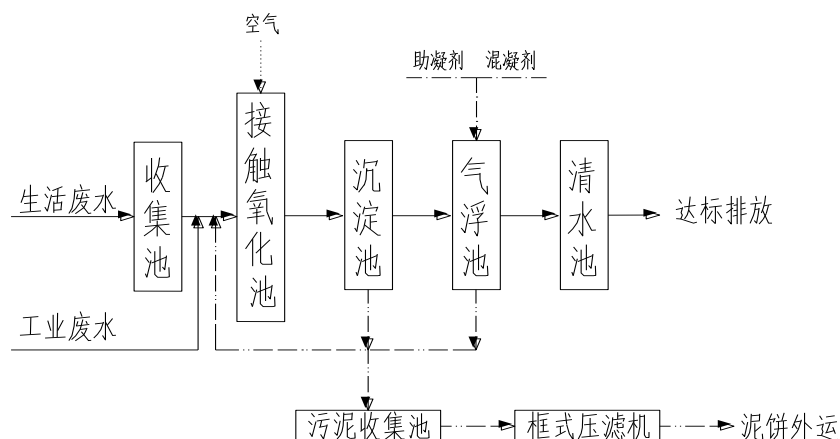 空气
助凝剂 混凝剂
生活废水
收集池
接触氧化池
沉淀池
气浮池
清水池
达标排放
工业废水
污泥收集池
框式压滤机
泥饼外运